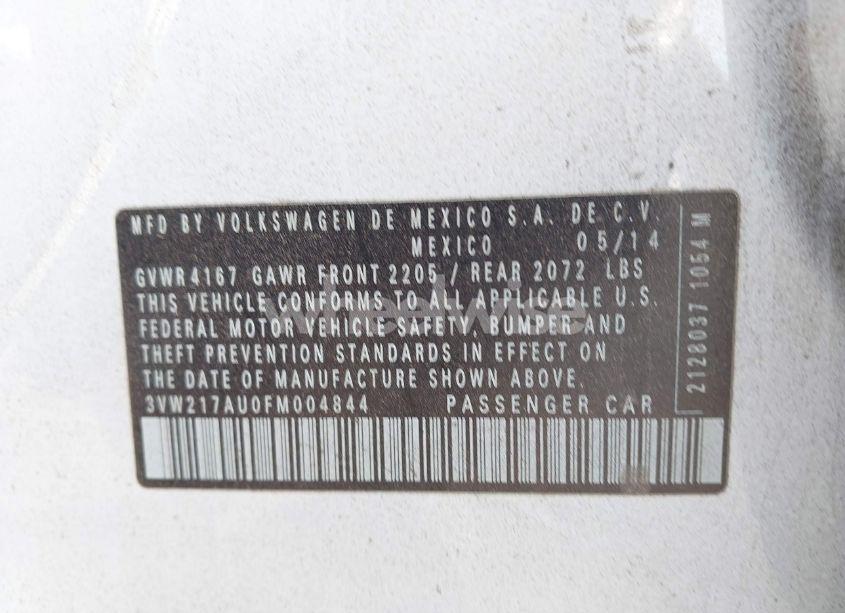 MFD BY VOLKSWAGEN DE MEXICO S.A. DE C.V.
MEXICO 05/14
GVWR4167 GAWR FRONT 2205/ REAR 2072 LBS
THIS VEHICLE CONFORMS TO ALL APPLICABLE U.S.
FEDERAL MOTOR VEHICLE SAFETY, BUMPER AND
THEFT PREVENTION STANDARDS IN EFFECT ON
THE DATE OF MANUFACTURE SHOWN ABOVE.
3VW217AU0FM004844 PASSENGER CAR
2128037 1054 M
wheelwise